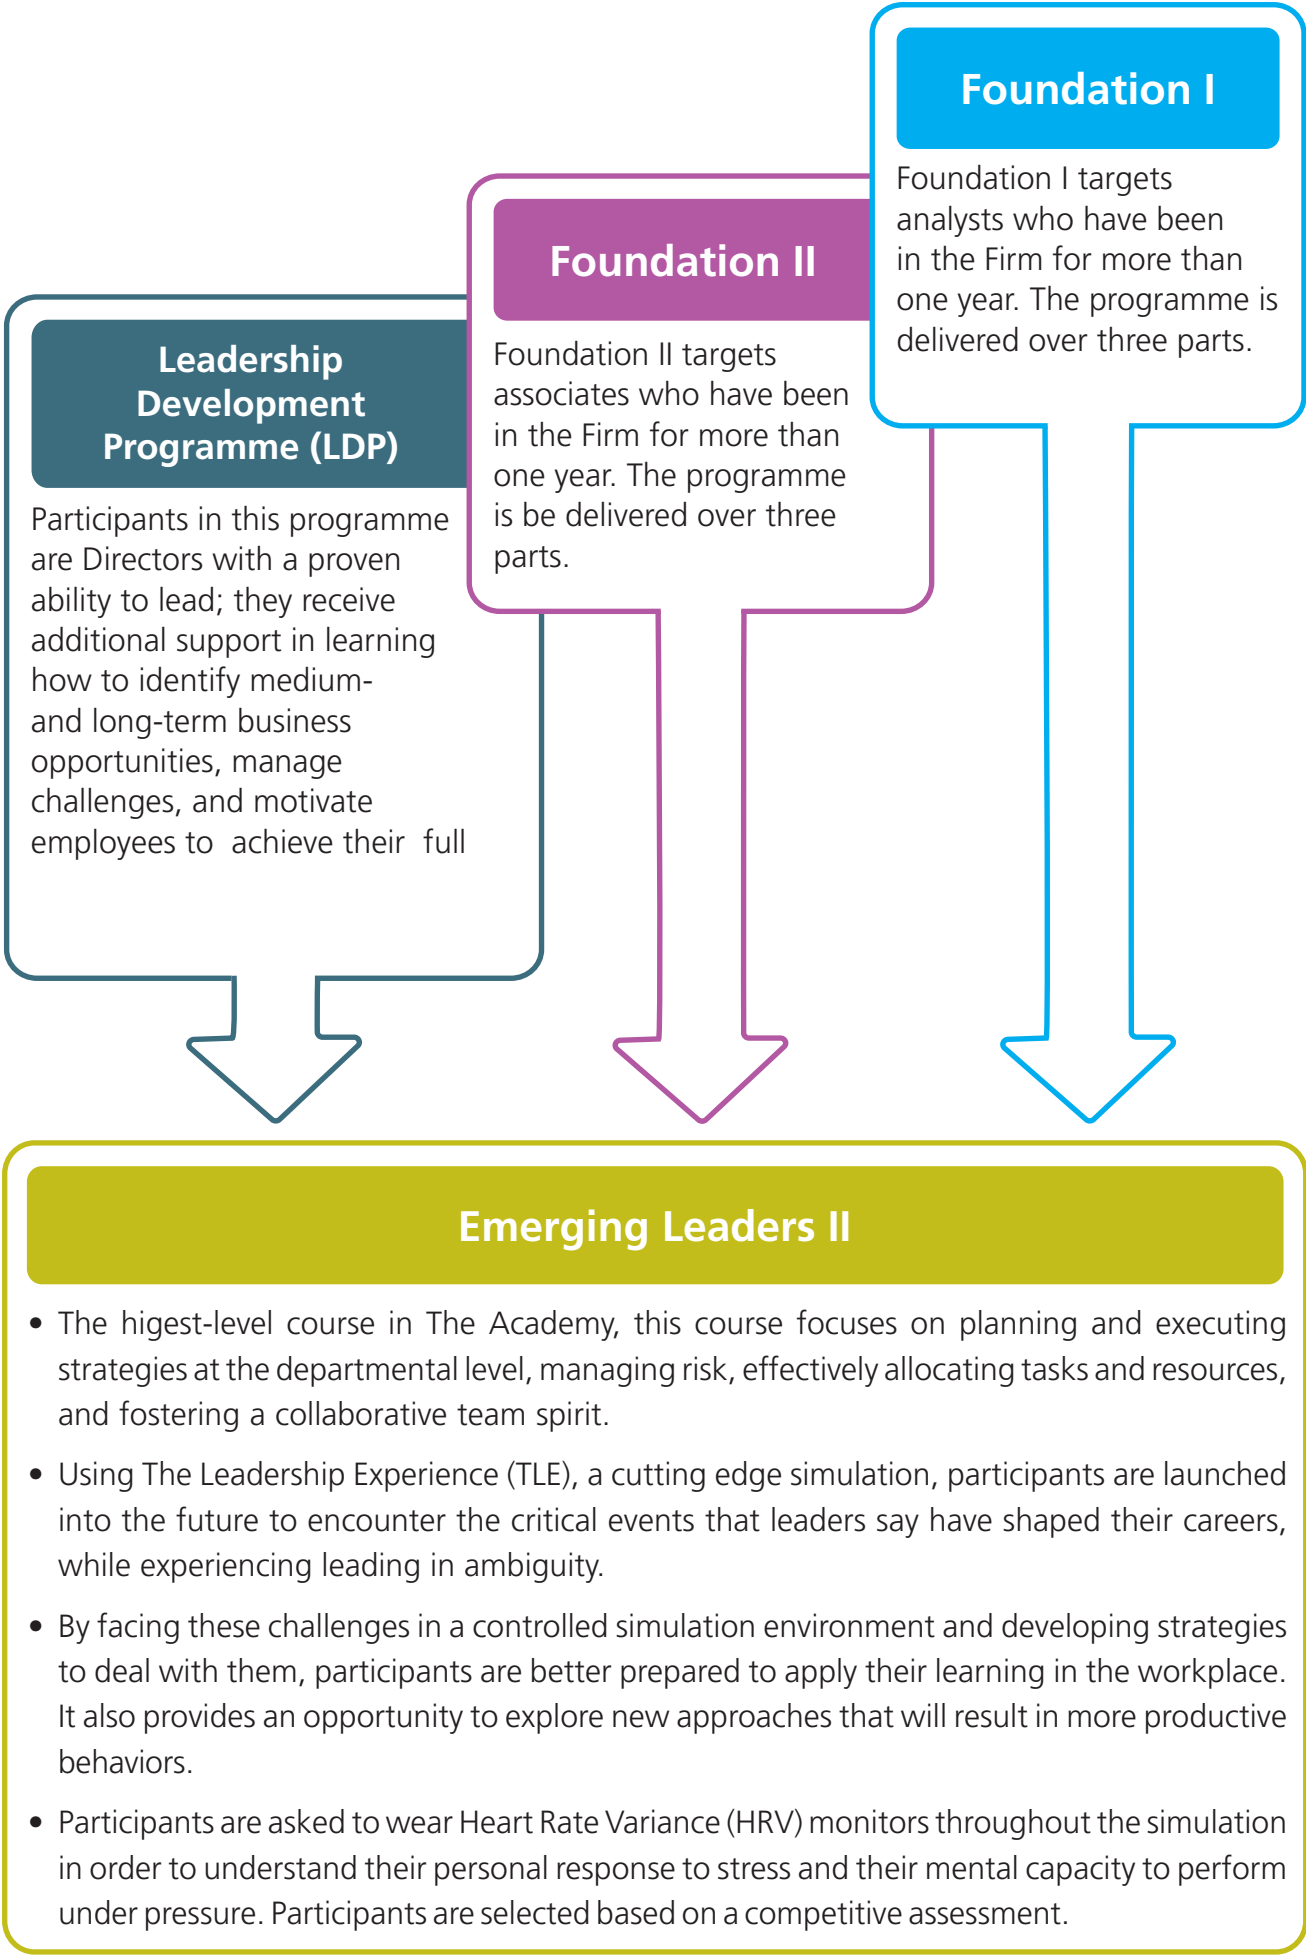 Foundation I
Foundation I targets
analysts who have been
in the Firm for more than
one year. The programme is
delivered over three parts.
Foundation II
Foundation II targets
associates who have been
in the Firm for more than
one year. The programme
is be delivered over three
parts.
Leadership
Development
Programme (LDP)
Participants in this programme
are Directors with a proven
ability to lead; they receive
additional support in learning
how to identify medium-
and long-term business
opportunities, manage
challenges, and motivate
employees to achieve their full
Emerging Leaders II
• The higest-level course in The Academy, this course focuses on planning and executing
strategies at the departmental level, managing risk, effectively allocating tasks and resources,
and fostering a collaborative team spirit.
• Using The Leadership Experience (TLE), a cutting edge simulation, participants are launched
into the future to encounter the critical events that leaders say have shaped their careers,
while experiencing leading in ambiguity.
• By facing these challenges in a controlled simulation environment and developing strategies
to deal with them, participants are better prepared to apply their learning in the workplace.
It also provides an opportunity to explore new approaches that will result in more productive
behaviors.
• Participants are asked to wear Heart Rate Variance (HRV) monitors throughout the simulation
in order to understand their personal response to stress and their mental capacity to perform
under pressure. Participants are selected based on a competitive assessment.